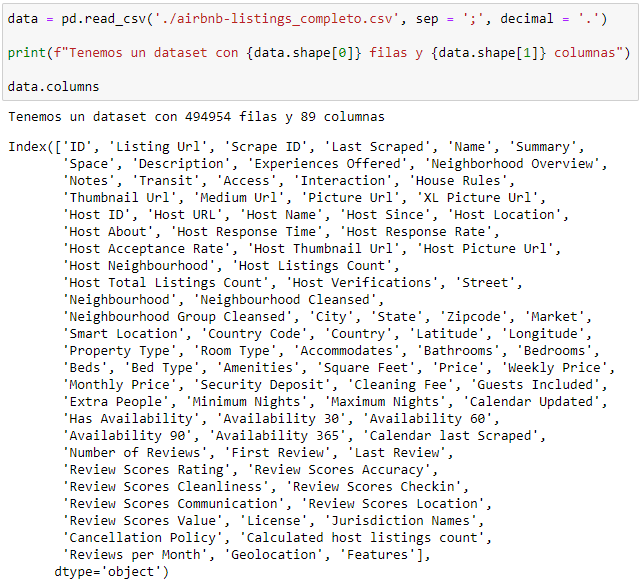 data = pd.read_csv('./airbnb-listings_completo.csv', sep = ';', decimal = '.')
print(f"Tenemos un dataset con {data.shape[0]} filas y {data.shape[1]} columnas")
data.columns
Tenemos un dataset con 494954 filas y 89 columnas
Index(['ID', 'Listing Url', 'Scrape ID', 'Last Scraped', 'Name', 'Summary',
'Space', 'Description', 'Experiences Offered', 'Neighborhood Overview',
'Notes', 'Transit', 'Access', 'Interaction', 'House Rules',
'Thumbnail Url', 'Medium Url', 'Picture Url', 'XL Picture Url',
'Host ID', 'Host URL', 'Host Name', 'Host Since', 'Host Location',
'Host About', 'Host Response Time', 'Host Response Rate',
'Host Acceptance Rate', 'Host Thumbnail Url', 'Host Picture Url',
'Host Neighbourhood', 'Host Listings Count',
'Host Total Listings Count', 'Host Verifications', 'Street',
'Neighbourhood', 'Neighbourhood Cleansed',
'Neighbourhood Group Cleansed', 'City', 'State', 'Zipcode', 'Market',
'Smart Location', 'Country Code', 'Country', 'Latitude', 'Longitude',
'Property Type', 'Room Type', 'Accommodates', 'Bathrooms', 'Bedrooms',
'Beds', 'Bed Type', 'Amenities', 'Square Feet', 'Price', 'Weekly Price',
'Monthly Price', 'Security Deposit', 'Cleaning Fee', 'Guests Included',
'Extra People', 'Minimum Nights', 'Maximum Nights', 'Calendar Updated',
'Has Availability', 'Availability 30', 'Availability 60',
'Availability 90', 'Availability 365', 'Calendar last Scraped',
'Number of Reviews', 'First Review', 'Last Review',
'Review Scores Rating', 'Review Scores Accuracy',
'Review Scores Cleanliness', 'Review Scores Checkin',
'Review Scores Communication', 'Review Scores Location',
'Review Scores Value', 'License', 'Jurisdiction Names',
'Cancellation Policy', 'Calculated host listings count',
'Reviews per Month', 'Geolocation', 'Features'],
dtype='object')